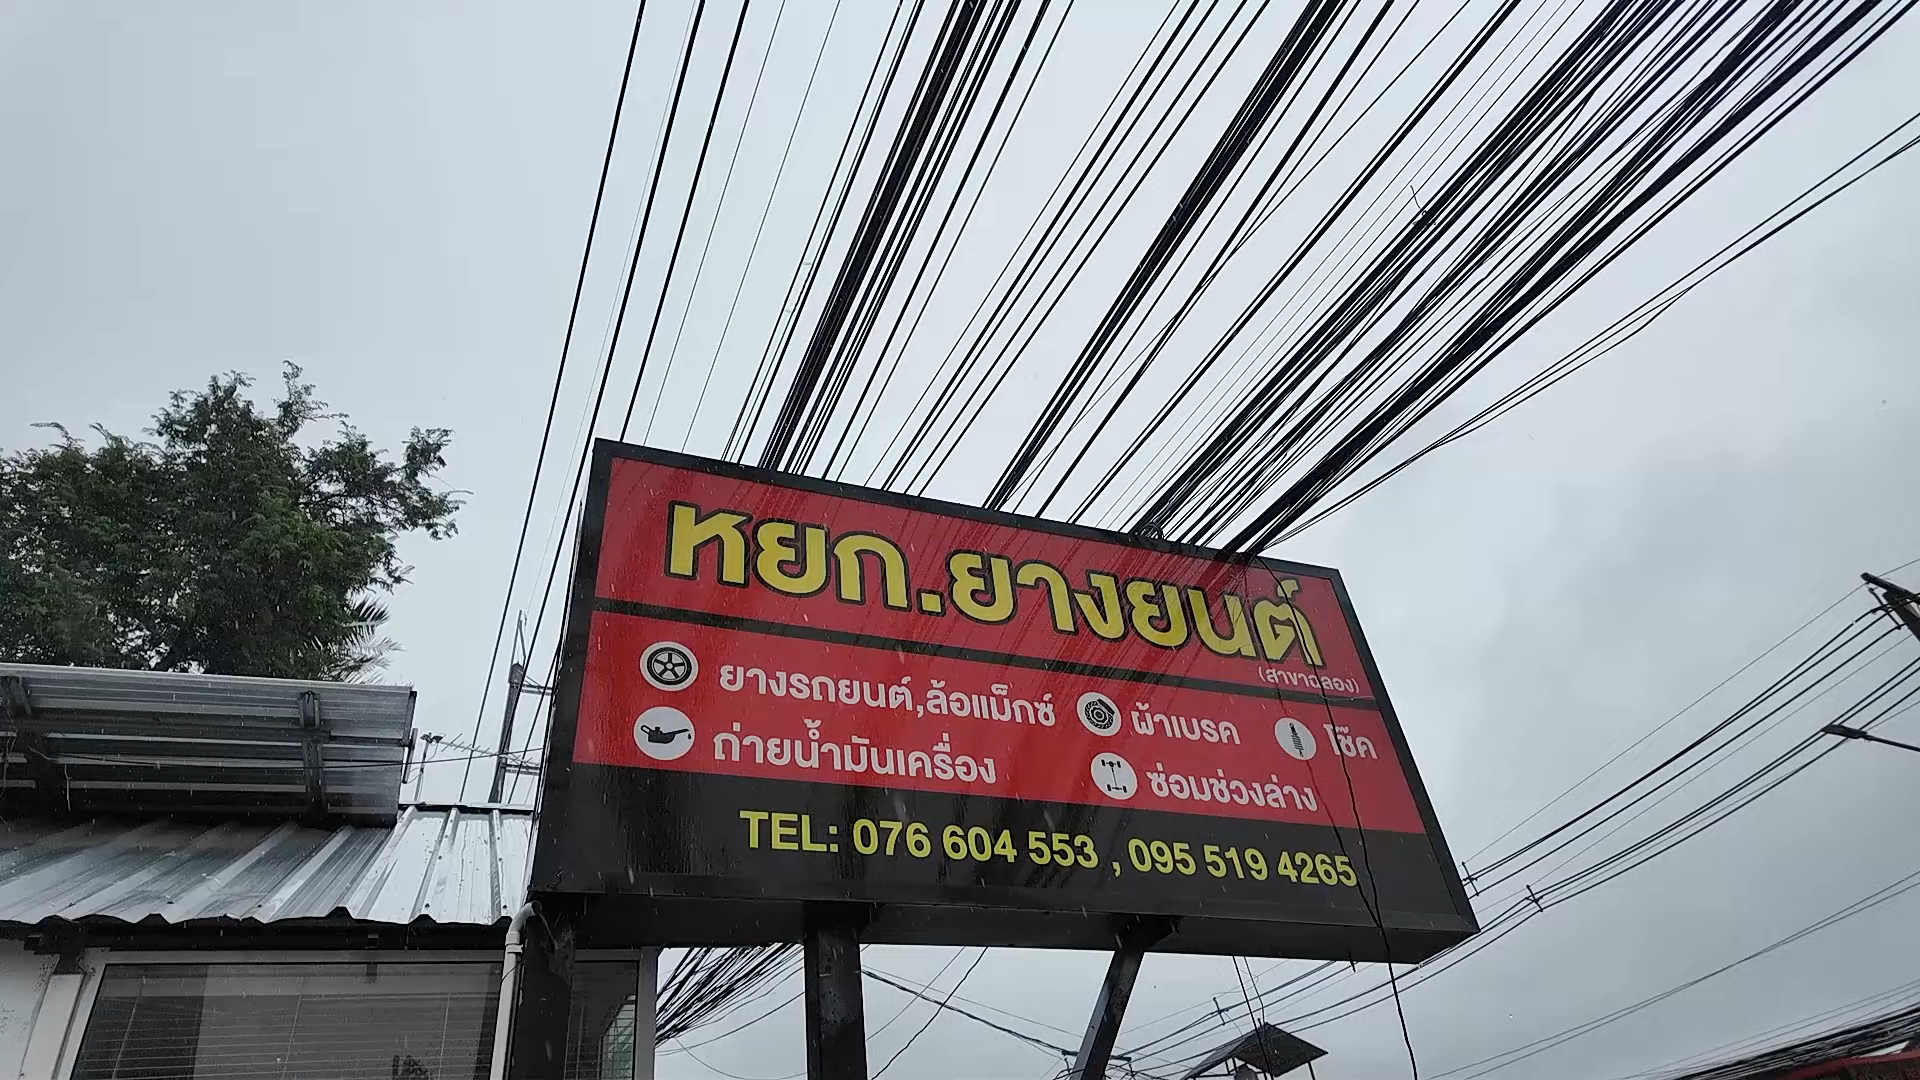 หยก.ยางยนต์
(สาขาฉลอง)
ยางรถยนต์,ล้อแม็กซ์ ผ้าเบรค โช๊ค
ถ่ายน้ำมันเครื่อง ซ่อมช่วงล่าง
TEL: 076 604 553 , 095 519 4265